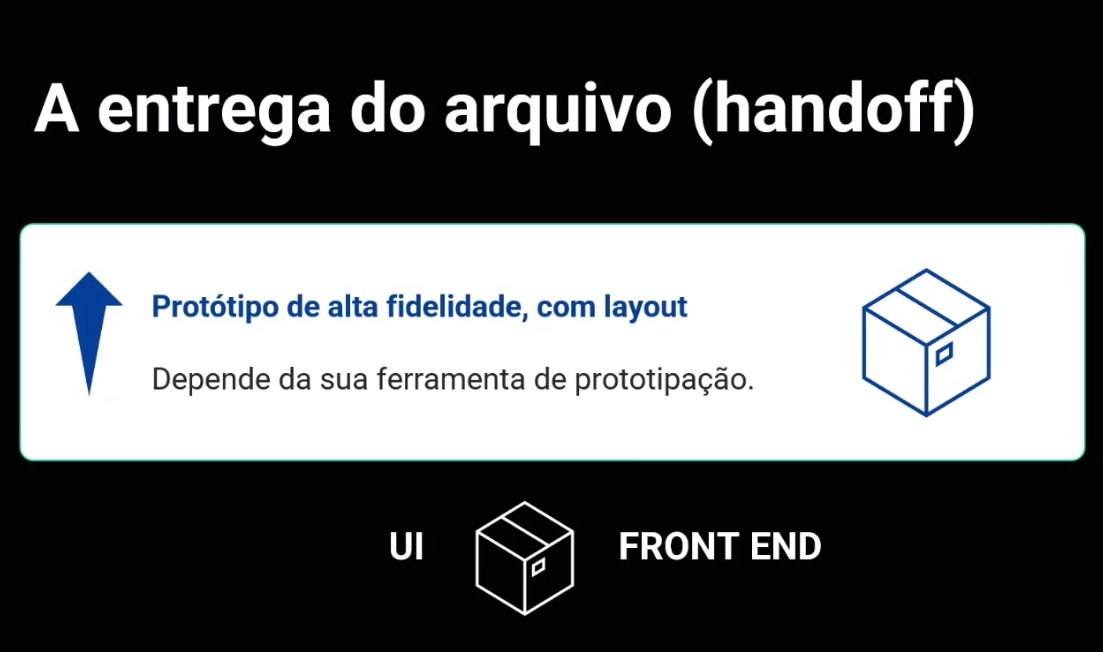 A entrega do arquivo (handoff)
Protótipo de alta fidelidade, com layout
Depende da sua ferramenta de prototipação.
UI FRONT END